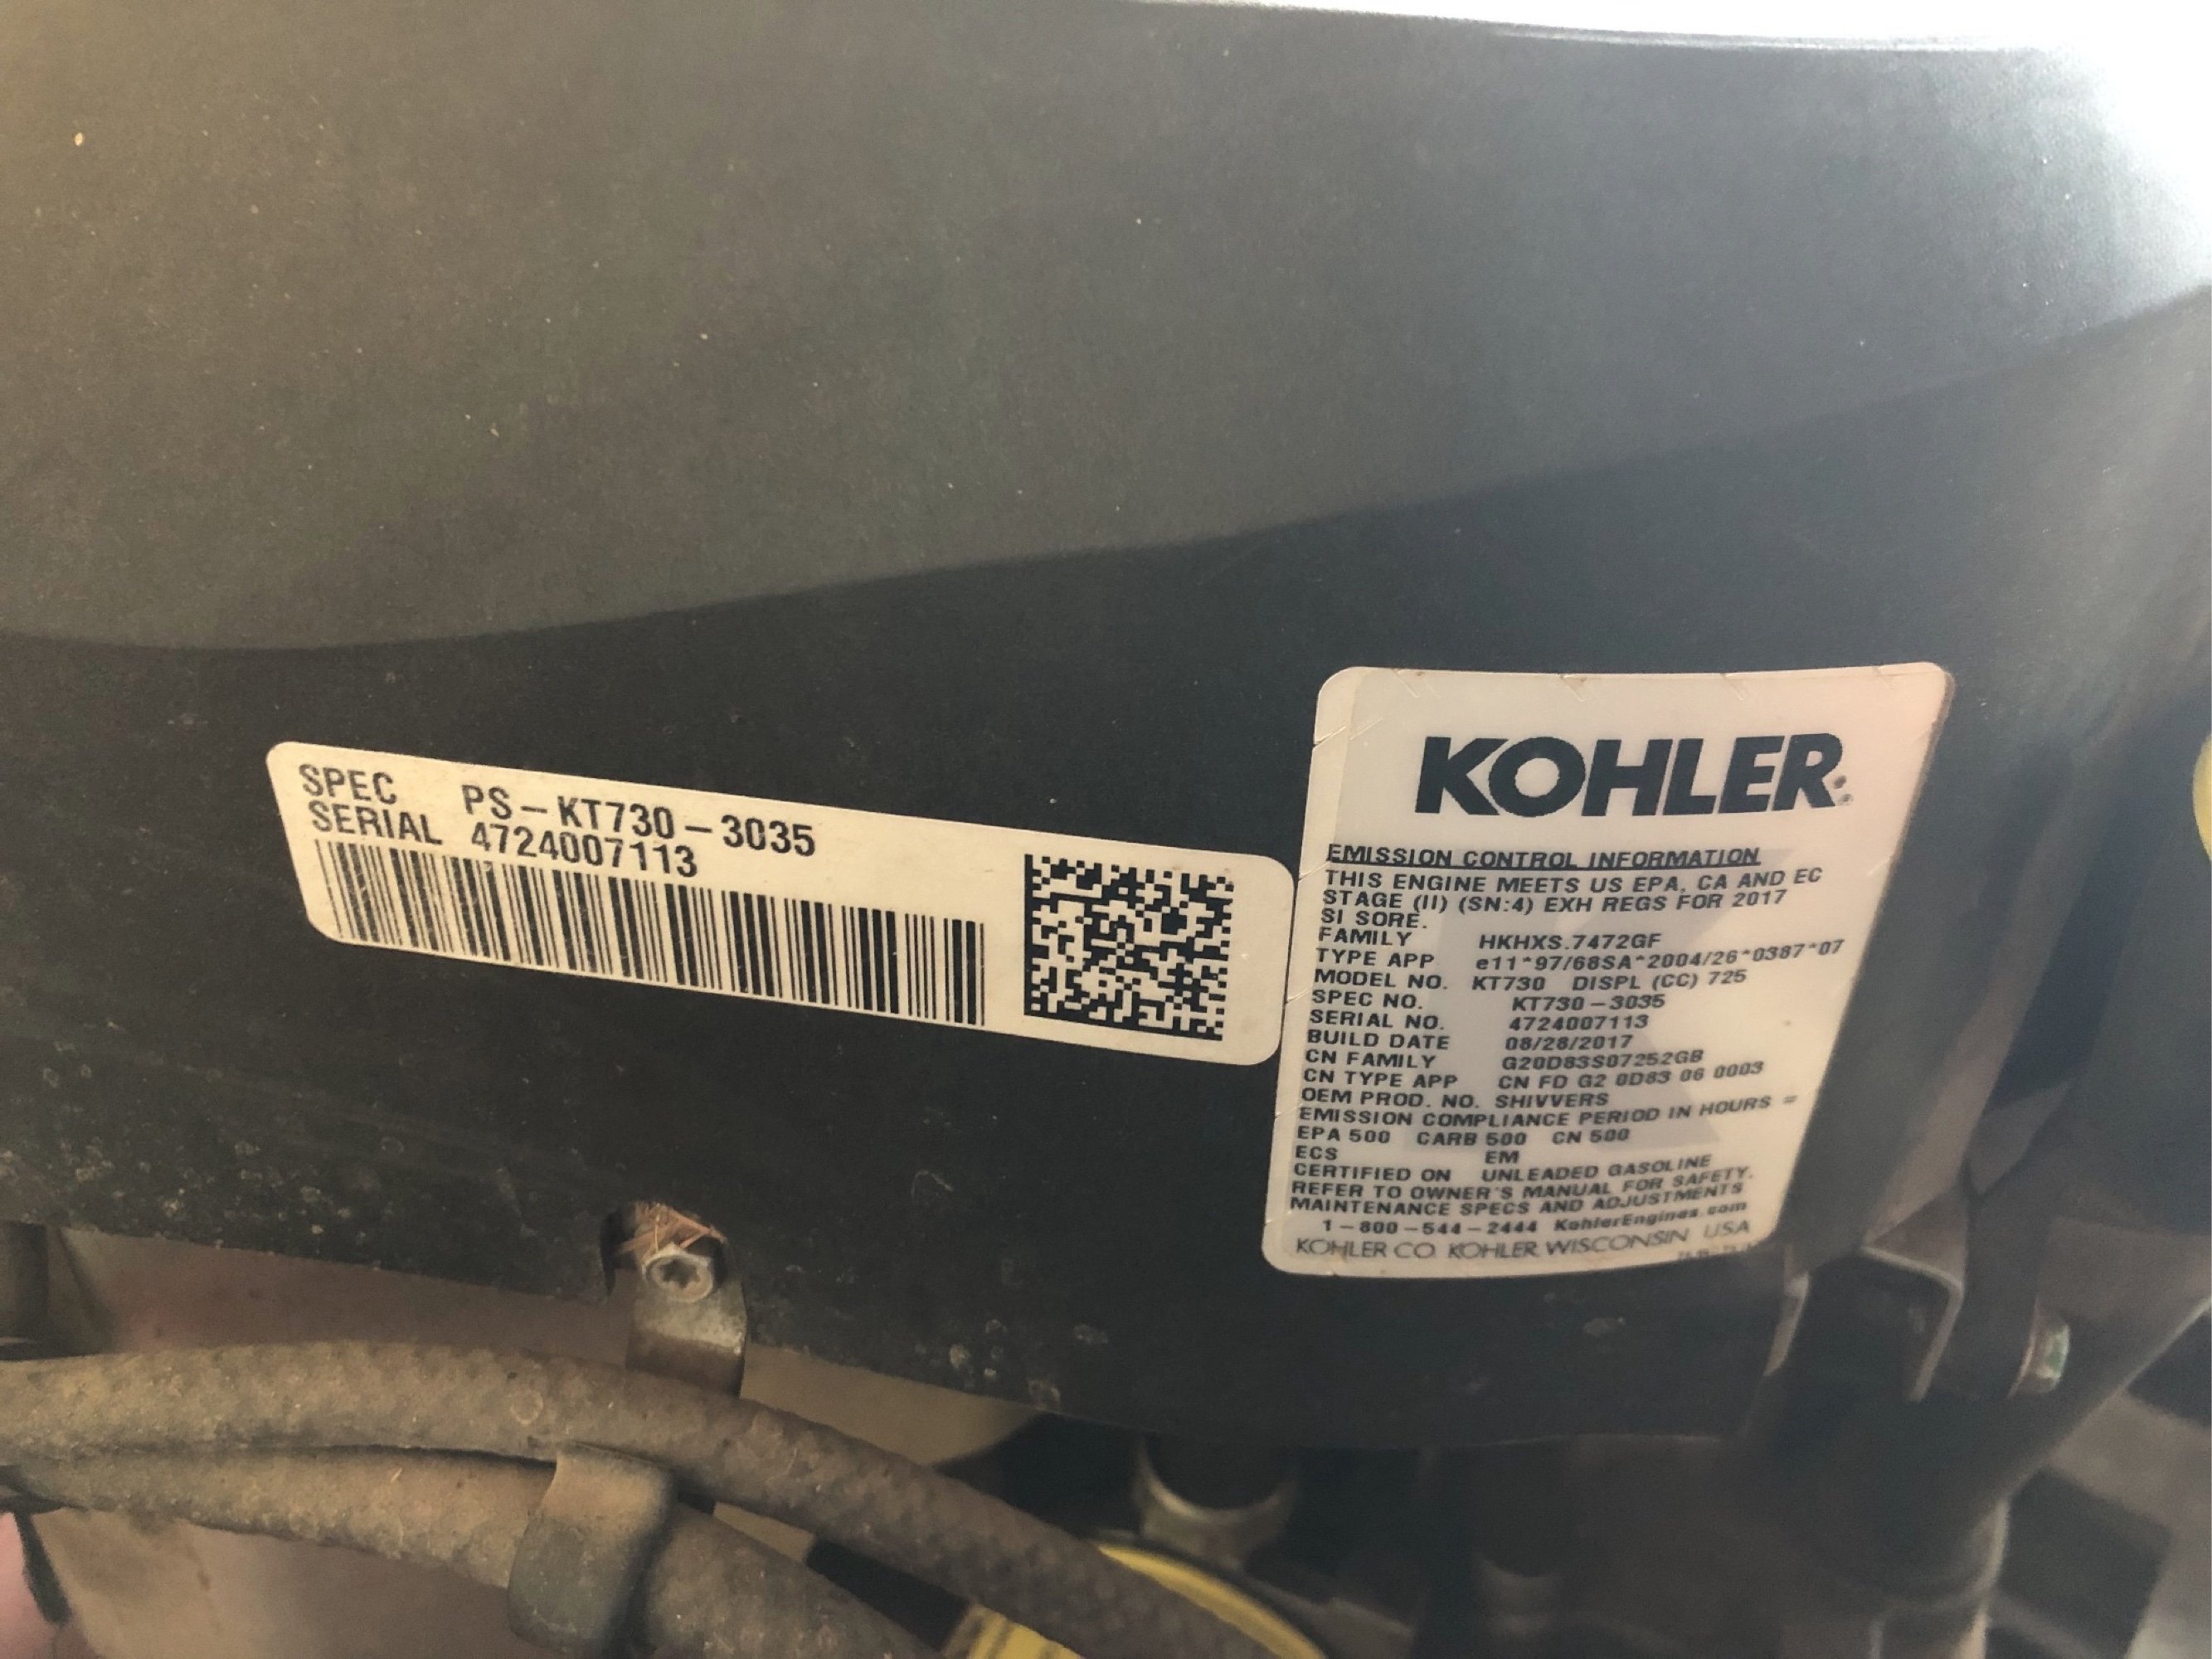 SPEC PS-KT730-3035
SERIAL 4724007113
KOHLER
EMISSION CONTROL INFORMATION
THIS ENGINE MEETS US EPA, CA AND EC
STAGE (II) (SN:4) EXH REGS FOR 2017
SI SORE.
FAMILY HKHXS.7472GF
TYPE APP e11*97/68SA*2004/26*0387*07
MODEL NO. KT730 DISPL (CC) 725
SPEC NO. KT730-3035
SERIAL NO. 4724007113
BUILD DATE 08/28/2017
CN FAMILY G20D83S07252GB
CN TYPE APP CN FD G2 0D83 06 0003
OEM PROD. NO. SHIVVERS
EMISSION COMPLIANCE PERIOD IN HOURS =
EPA 500 CARB 500 CN 500
ECS EM
CERTIFIED ON UNLEADED GASOLINE
REFER TO OWNER'S MANUAL FOR SAFETY.
MAINTENANCE SPECS AND ADJUSTMENTS
1-800-544-2444 KohlerEngines.com
KOHLER CO. KOHLER WISCONSIN USA